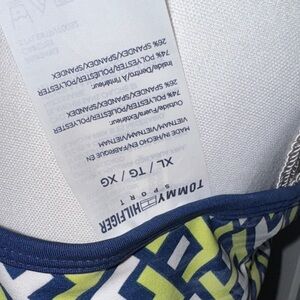 TOMMY HILFIGER
SPORT
XL / TG / XG
MADE IN/HECHO EN/FABRIQUÉ EN
VIETNAM/VIETNAM/VIETNAM
Outside/Fuera/Extérieur:
74% POLYESTER/POLIÉSTER/POLYESTER
26% SPANDEX/SPANDEX/SPANDEX
Inside/Dentro/À l'intérieur:
74% POLYESTER/POLIÉSTER/POLYESTER
26% SPANDEX/SPANDEX/SPANDEX